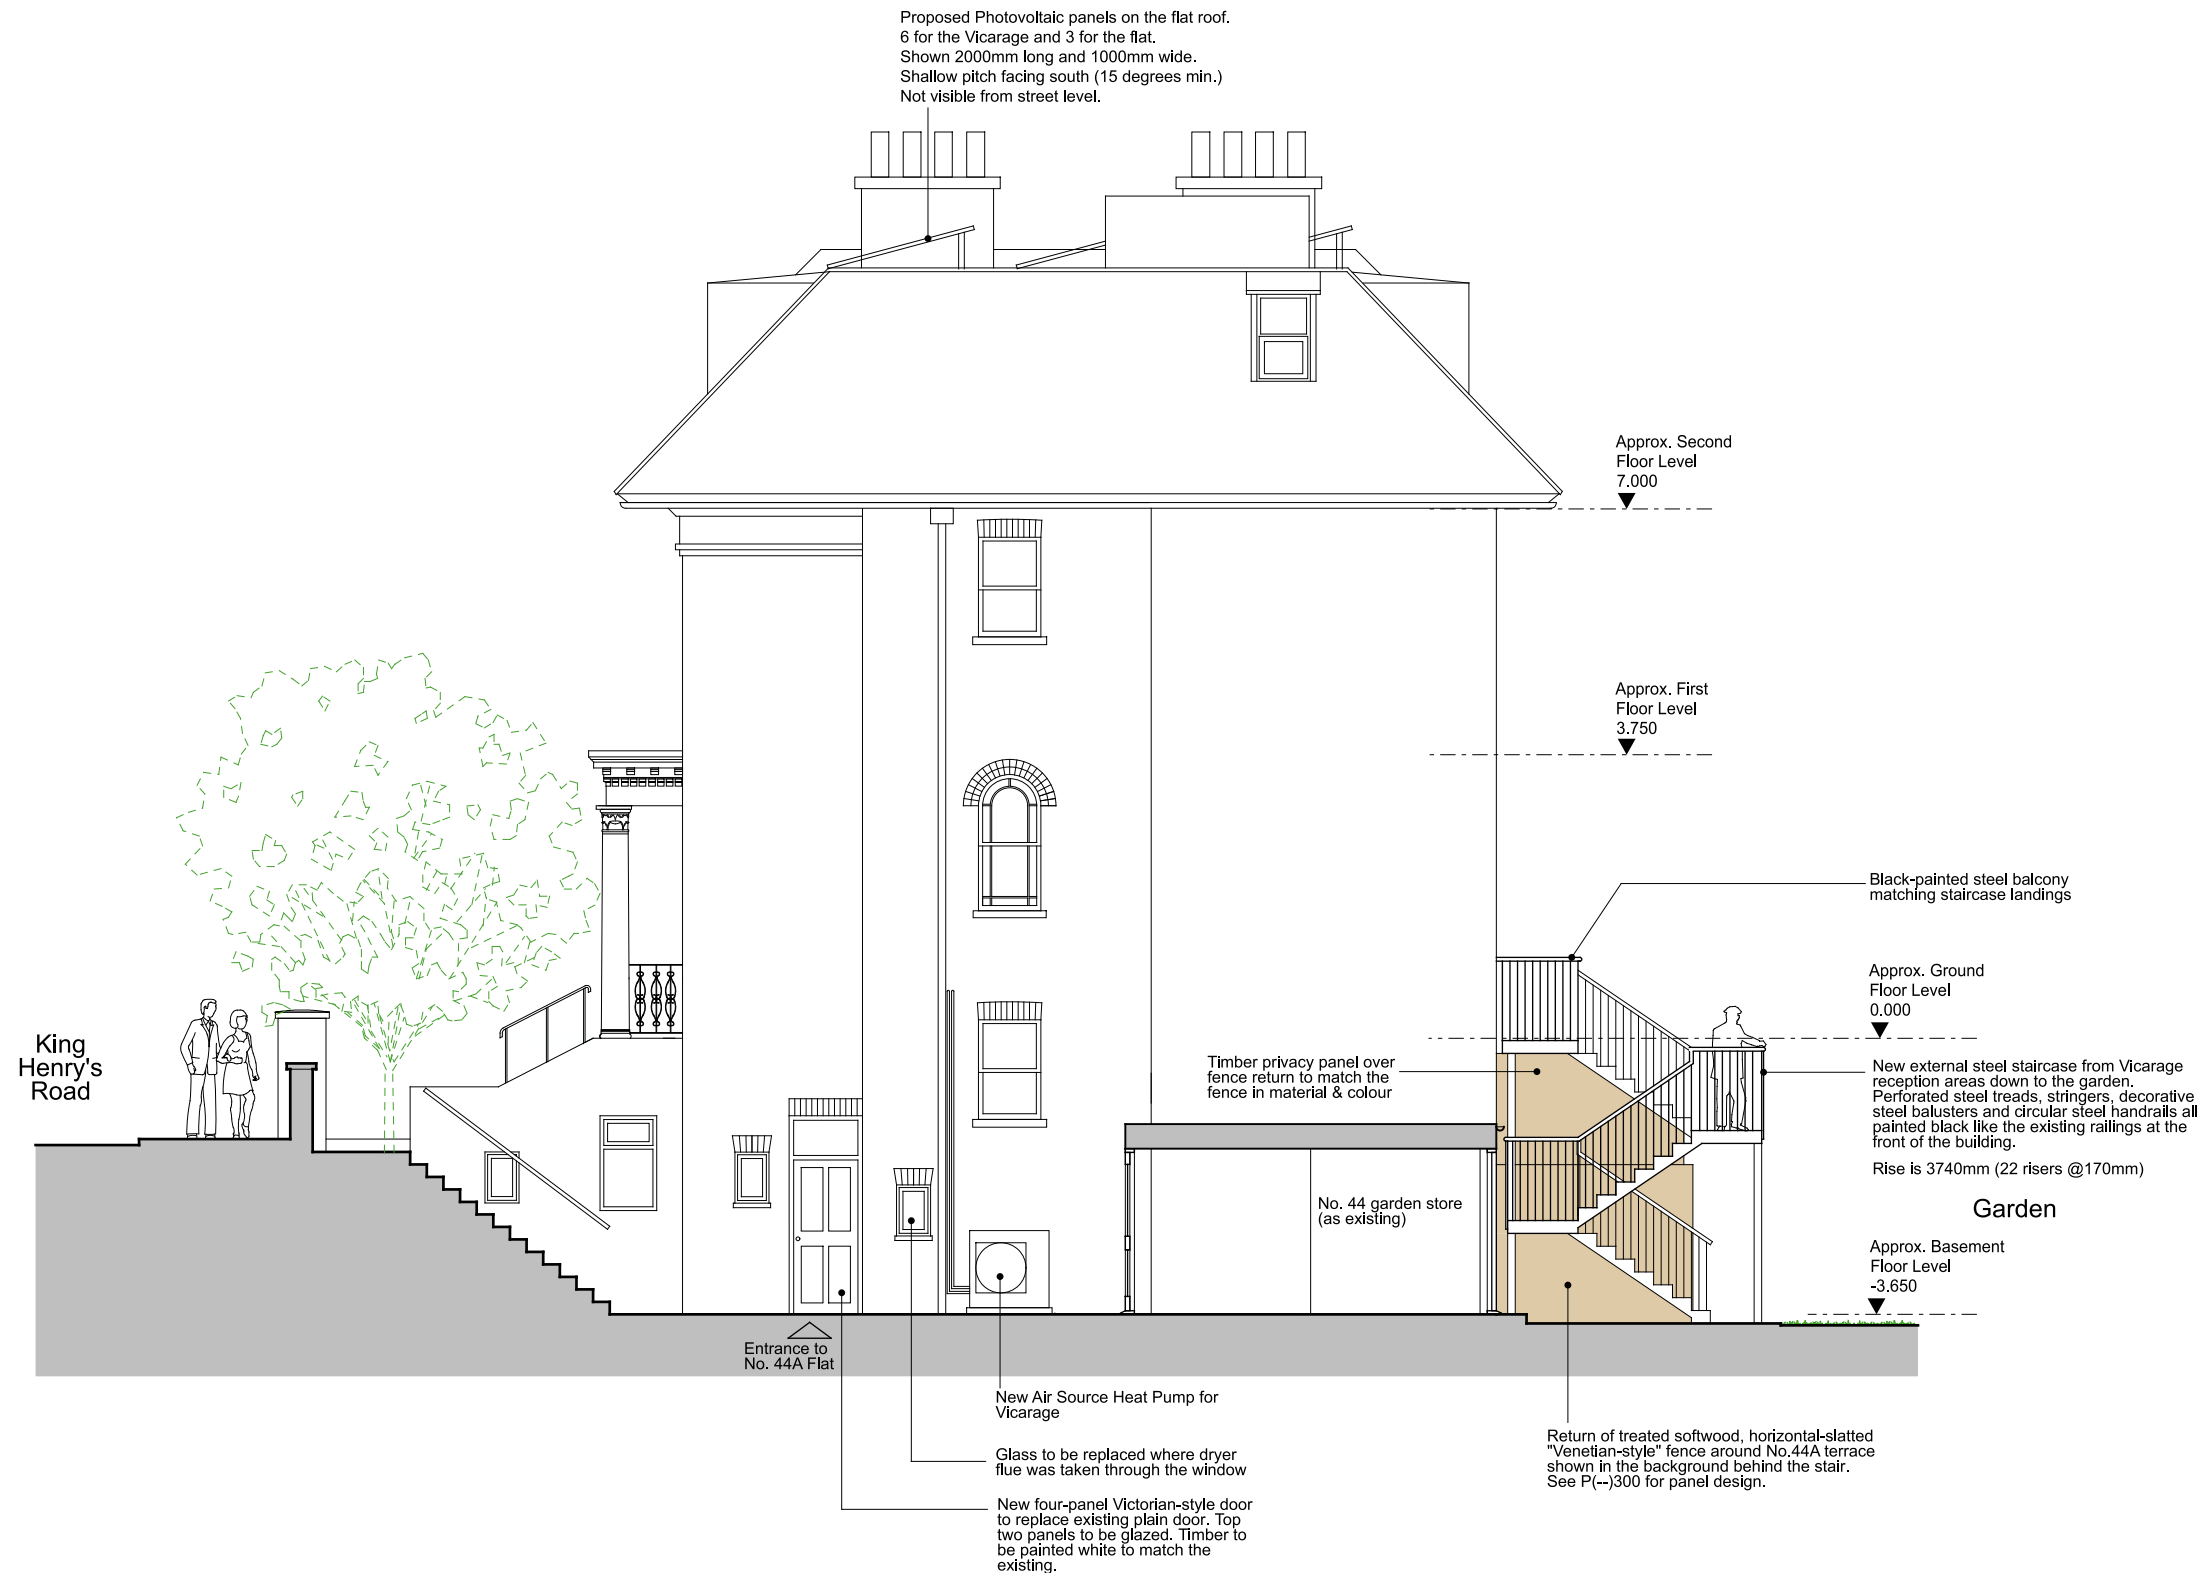 Proposed Photovoltaic panels on the flat roof.
6 for the Vicarage and 3 for the flat.
Shown 2000mm long and 1000mm wide.
Shallow pitch facing south (15 degrees min.)
Not visible from street level.
Approx. Second
Floor Level
7.000
Approx. First
Floor Level
3.750
Black-painted steel balcony
matching staircase landings
Approx. Ground
Floor Level
0.000
King
Henry's
Road
Timber privacy panel over
fence return to match the
fence in material & colour
New external steel staircase from Vicarage
reception areas down to the garden.
Perforated steel treads, stringers, decorative
steel balusters and circular steel handrails all
painted black like the existing railings at the
front of the building.
Rise is 3740mm (22 risers @170mm)
No. 44 garden store
(as existing)
Garden
Approx. Basement
Floor Level
-3.650
Entrance to
No. 44A Flat
New Air Source Heat Pump for
Vicarage
Glass to be replaced where dryer
flue was taken through the window
New four-panel Victorian-style door
to replace existing plain door. Top
two panels to be glazed. Timber to
be painted white to match the
existing.
Return of treated softwood, horizontal-slatted
"Venetian-style" fence around No.44A terrace
shown in the background behind the stair.
See P(--)300 for panel design.